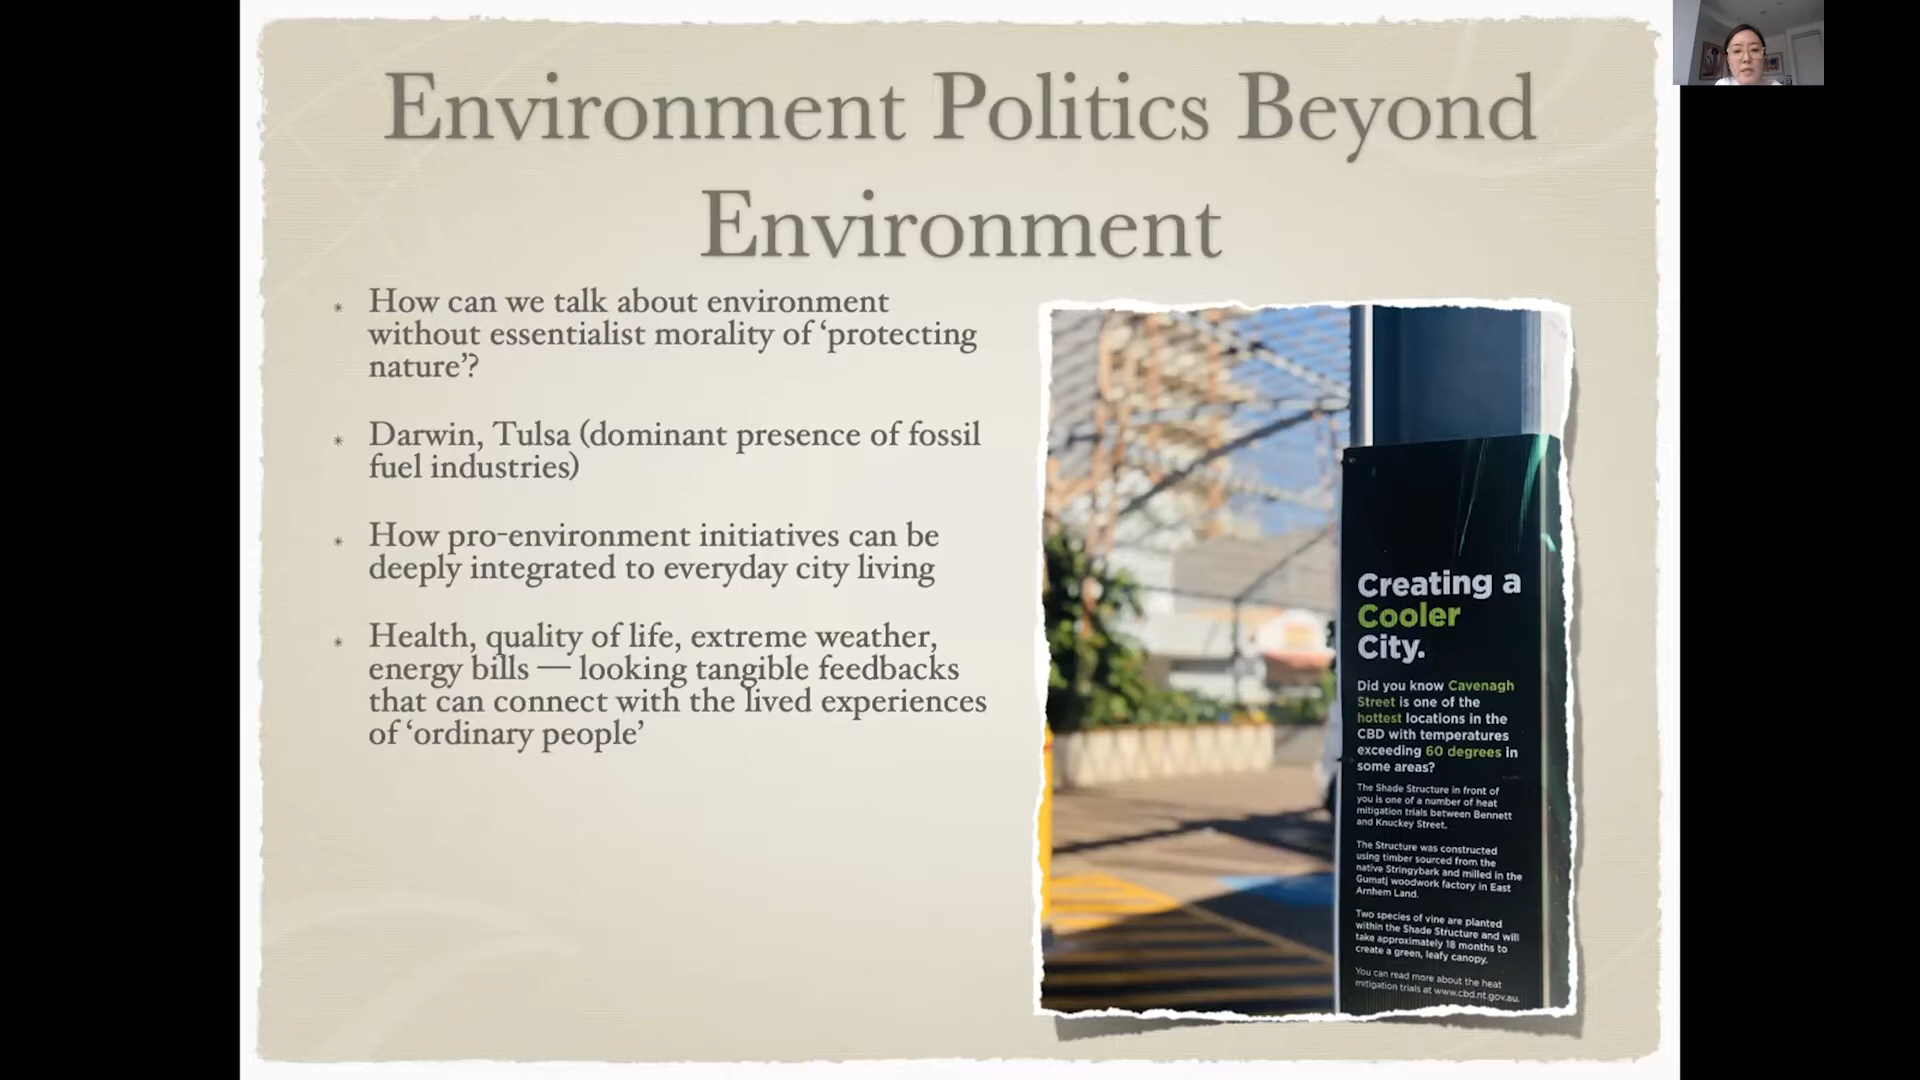 Environment Politics Beyond
Environment
* How can we talk about environment
without essentialist morality of ‘protecting
nature’?
* Darwin, Tulsa (dominant presence of fossil
fuel industries)
* How pro-environment initiatives can be
deeply integrated to everyday city living
* Health, quality of life, extreme weather,
energy bills — looking tangible feedbacks
that can connect with the lived experiences
of ‘ordinary people’
Creating a
Cooler
City.
Did you know Cavenagh
Street is one of the
hottest locations in the
CBD with temperatures
exceeding 60 degrees in
some areas?
The Shade Structure in front of
you is one of a number of heat
mitigation trials between Bennett
and Knuckey Street.
The Structure was constructed
using timber sourced from the
native Stringybark and milled in the
Gumatj woodwork factory in East
Arnhem Land.
Two species of vine are planted
within the Shade Structure and will
take approximately 18 months to
create a green, leafy canopy.
You can read more about the heat
mitigation trials at www.cbd.nt.gov.au.